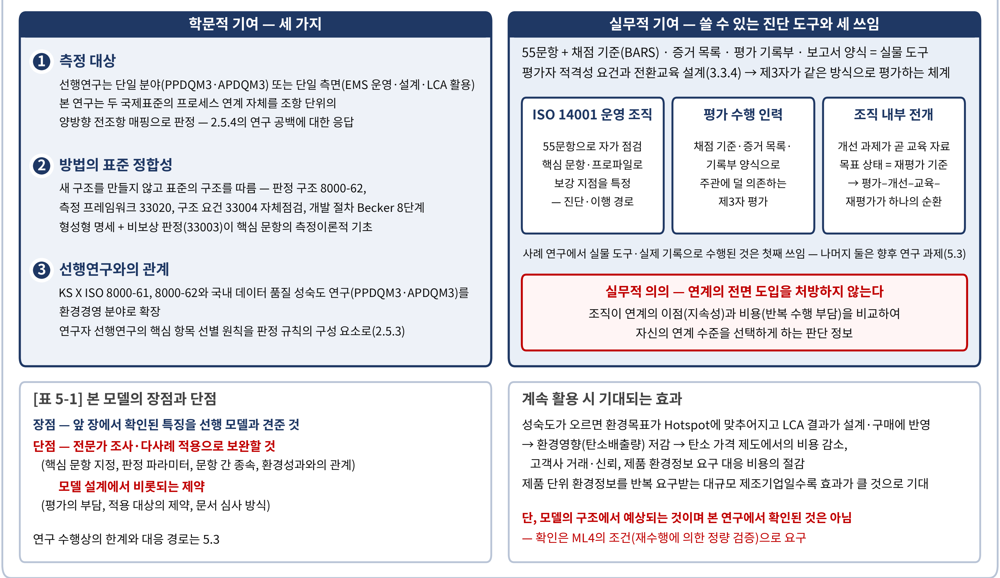 학문적 기여 — 세 가지
1 측정 대상
선행연구는 단일 분야(PPDQM3·APDQM3) 또는 단일 측면(EMS 운영·설계·LCA 활용)
본 연구는 두 국제표준의 프로세스 연계 자체를 조항 단위의
양방향 전조항 매핑으로 판정 — 2.5.4의 연구 공백에 대한 응답
2 방법의 표준 정합성
새 구조를 만들지 않고 표준의 구조를 따름 — 판정 구조 8000-62,
측정 프레임워크 33020, 구조 요건 33004 자체점검, 개발 절차 Becker 8단계
형성형 명세 + 비보상 판정(33003)이 핵심 문항의 측정이론적 기초
3 선행연구와의 관계
KS X ISO 8000-61, 8000-62와 국내 데이터 품질 성숙도 연구(PPDQM3·APDQM3)를
환경경영 분야로 확장
연구자 선행연구의 핵심 항목 선별 원칙을 판정 규칙의 구성 요소로(2.5.3)
실무적 기여 — 쓸 수 있는 진단 도구와 세 쓰임
55문항 + 채점 기준(BARS) · 증거 목록 · 평가 기록부 · 보고서 양식 = 실물 도구
평가자 적격성 요건과 전환교육 설계(3.3.4) → 제3자가 같은 방식으로 평가하는 체계
ISO 14001 운영 조직
55문항으로 자가 점검
핵심 문항·프로파일로
보강 지점을 특정
— 진단·이행 경로
평가 수행 인력
채점 기준·증거 목록·
기록부 양식으로
주관에 덜 의존하는
제3자 평가
조직 내부 전개
개선 과제가 곧 교육 자료
목표 상태 = 재평가 기준
→ 평가–개선–교육–
재평가가 하나의 순환
사례 연구에서 실물 도구·실제 기록으로 수행된 것은 첫째 쓰임 — 나머지 둘은 향후 연구 과제(5.3)
실무적 의의 — 연계의 전면 도입을 처방하지 않는다
조직이 연계의 이점(지속성)과 비용(반복 수행 부담)을 비교하여
자신의 연계 수준을 선택하게 하는 판단 정보
[표 5-1] 본 모델의 장점과 단점
장점 — 앞 장에서 확인된 특징을 선행 모델과 견준 것
단점 — 전문가 조사·다사례 적용으로 보완할 것
(핵심 문항 지정, 판정 파라미터, 문항 간 종속, 환경성과와의 관계)
모델 설계에서 비롯되는 제약
(평가의 부담, 적용 대상의 제약, 문서 심사 방식)
연구 수행상의 한계와 대응 경로는 5.3
계속 활용 시 기대되는 효과
성숙도가 오르면 환경목표가 Hotspot에 맞추어지고 LCA 결과가 설계·구매에 반영
→ 환경영향(탄소배출량) 저감 → 탄소 가격 제도에서의 비용 감소,
고객사 거래·신뢰, 제품 환경정보 요구 대응 비용의 절감
제품 단위 환경정보를 반복 요구받는 대규모 제조기업일수록 효과가 클 것으로 기대
단, 모델의 구조에서 예상되는 것이며 본 연구에서 확인된 것은 아님
— 확인은 ML4의 조건(재수행에 의한 정량 검증)으로 요구